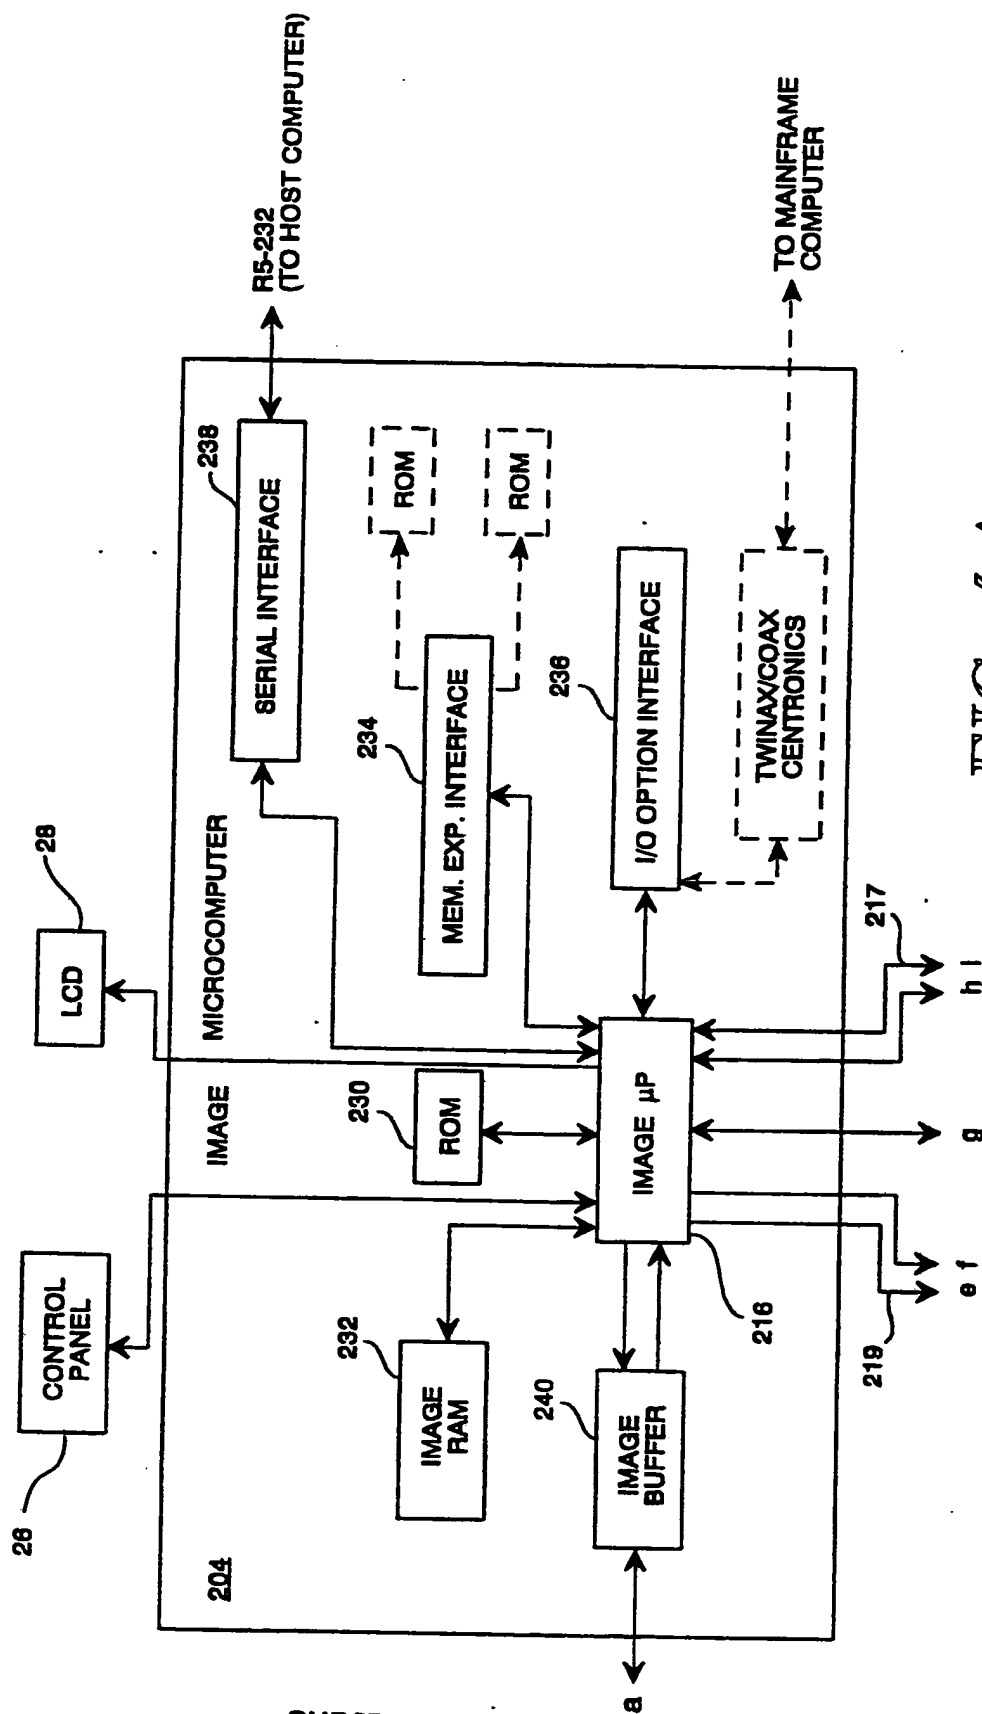 26
CONTROL
PANEL
LCD
28
204
IMAGE
MICROCOMPUTER
232
IMAGE
RAM
230
ROM
238
SERIAL INTERFACE
R5-232
(TO HOST COMPUTER)
234
MEM. EXP. INTERFACE
ROM
ROM
240
IMAGE
BUFFER
a
216
IMAGE μP
236
I/O OPTION INTERFACE
TWINAX/COAX
CENTRONICS
TO MAINFRAME
COMPUTER
219
217
e f
g
h i